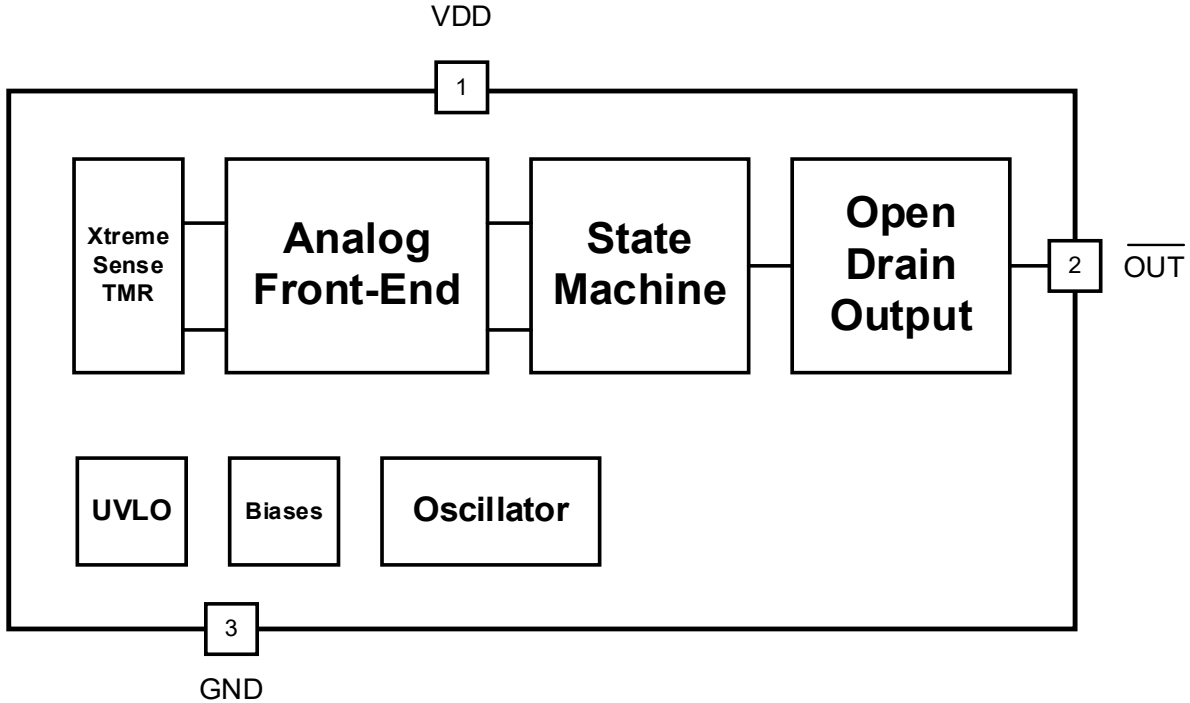 VDD
1
Xtreme
Sense
TMR
Analog
Front-End
State
Machine
Open
Drain
Output
2
O̅U̅T̅
UVLO
Biases
Oscillator
3
GND